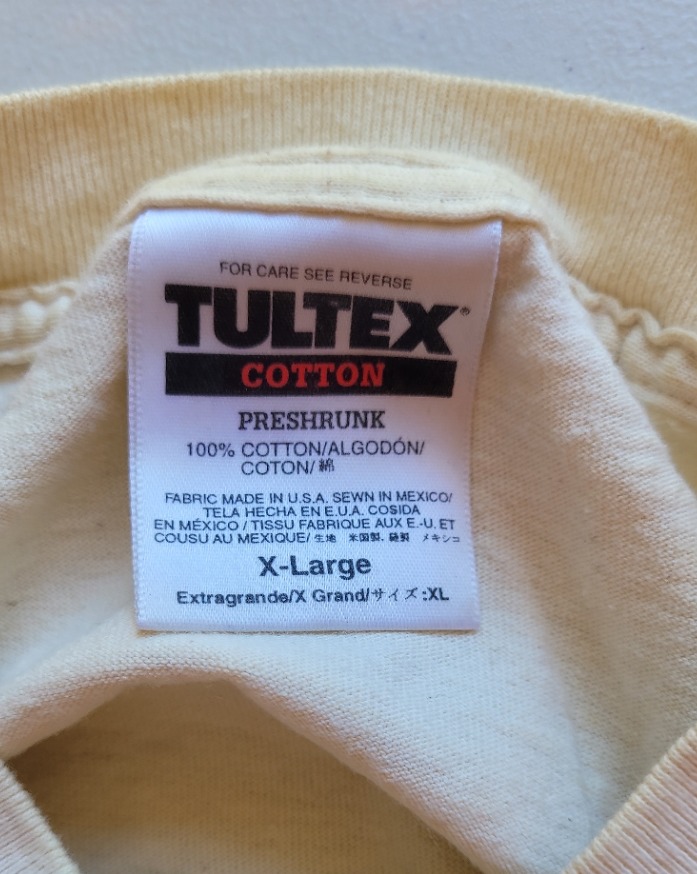 FOR CARE SEE REVERSE
TULTEX®
COTTON
PRESHRUNK
100% COTTON/ALGODÓN/
COTON/綿
FABRIC MADE IN U.S.A. SEWN IN MEXICO/
TELA HECHA EN E.U.A. COSIDA
EN MÉXICO / TISSU FABRIQUE AUX E.-U. ET
COUSU AU MEXIQUE/ 生地 米国製. 縫製 メキシコ
X-Large
Extragrande/X Grand/サイズ:XL